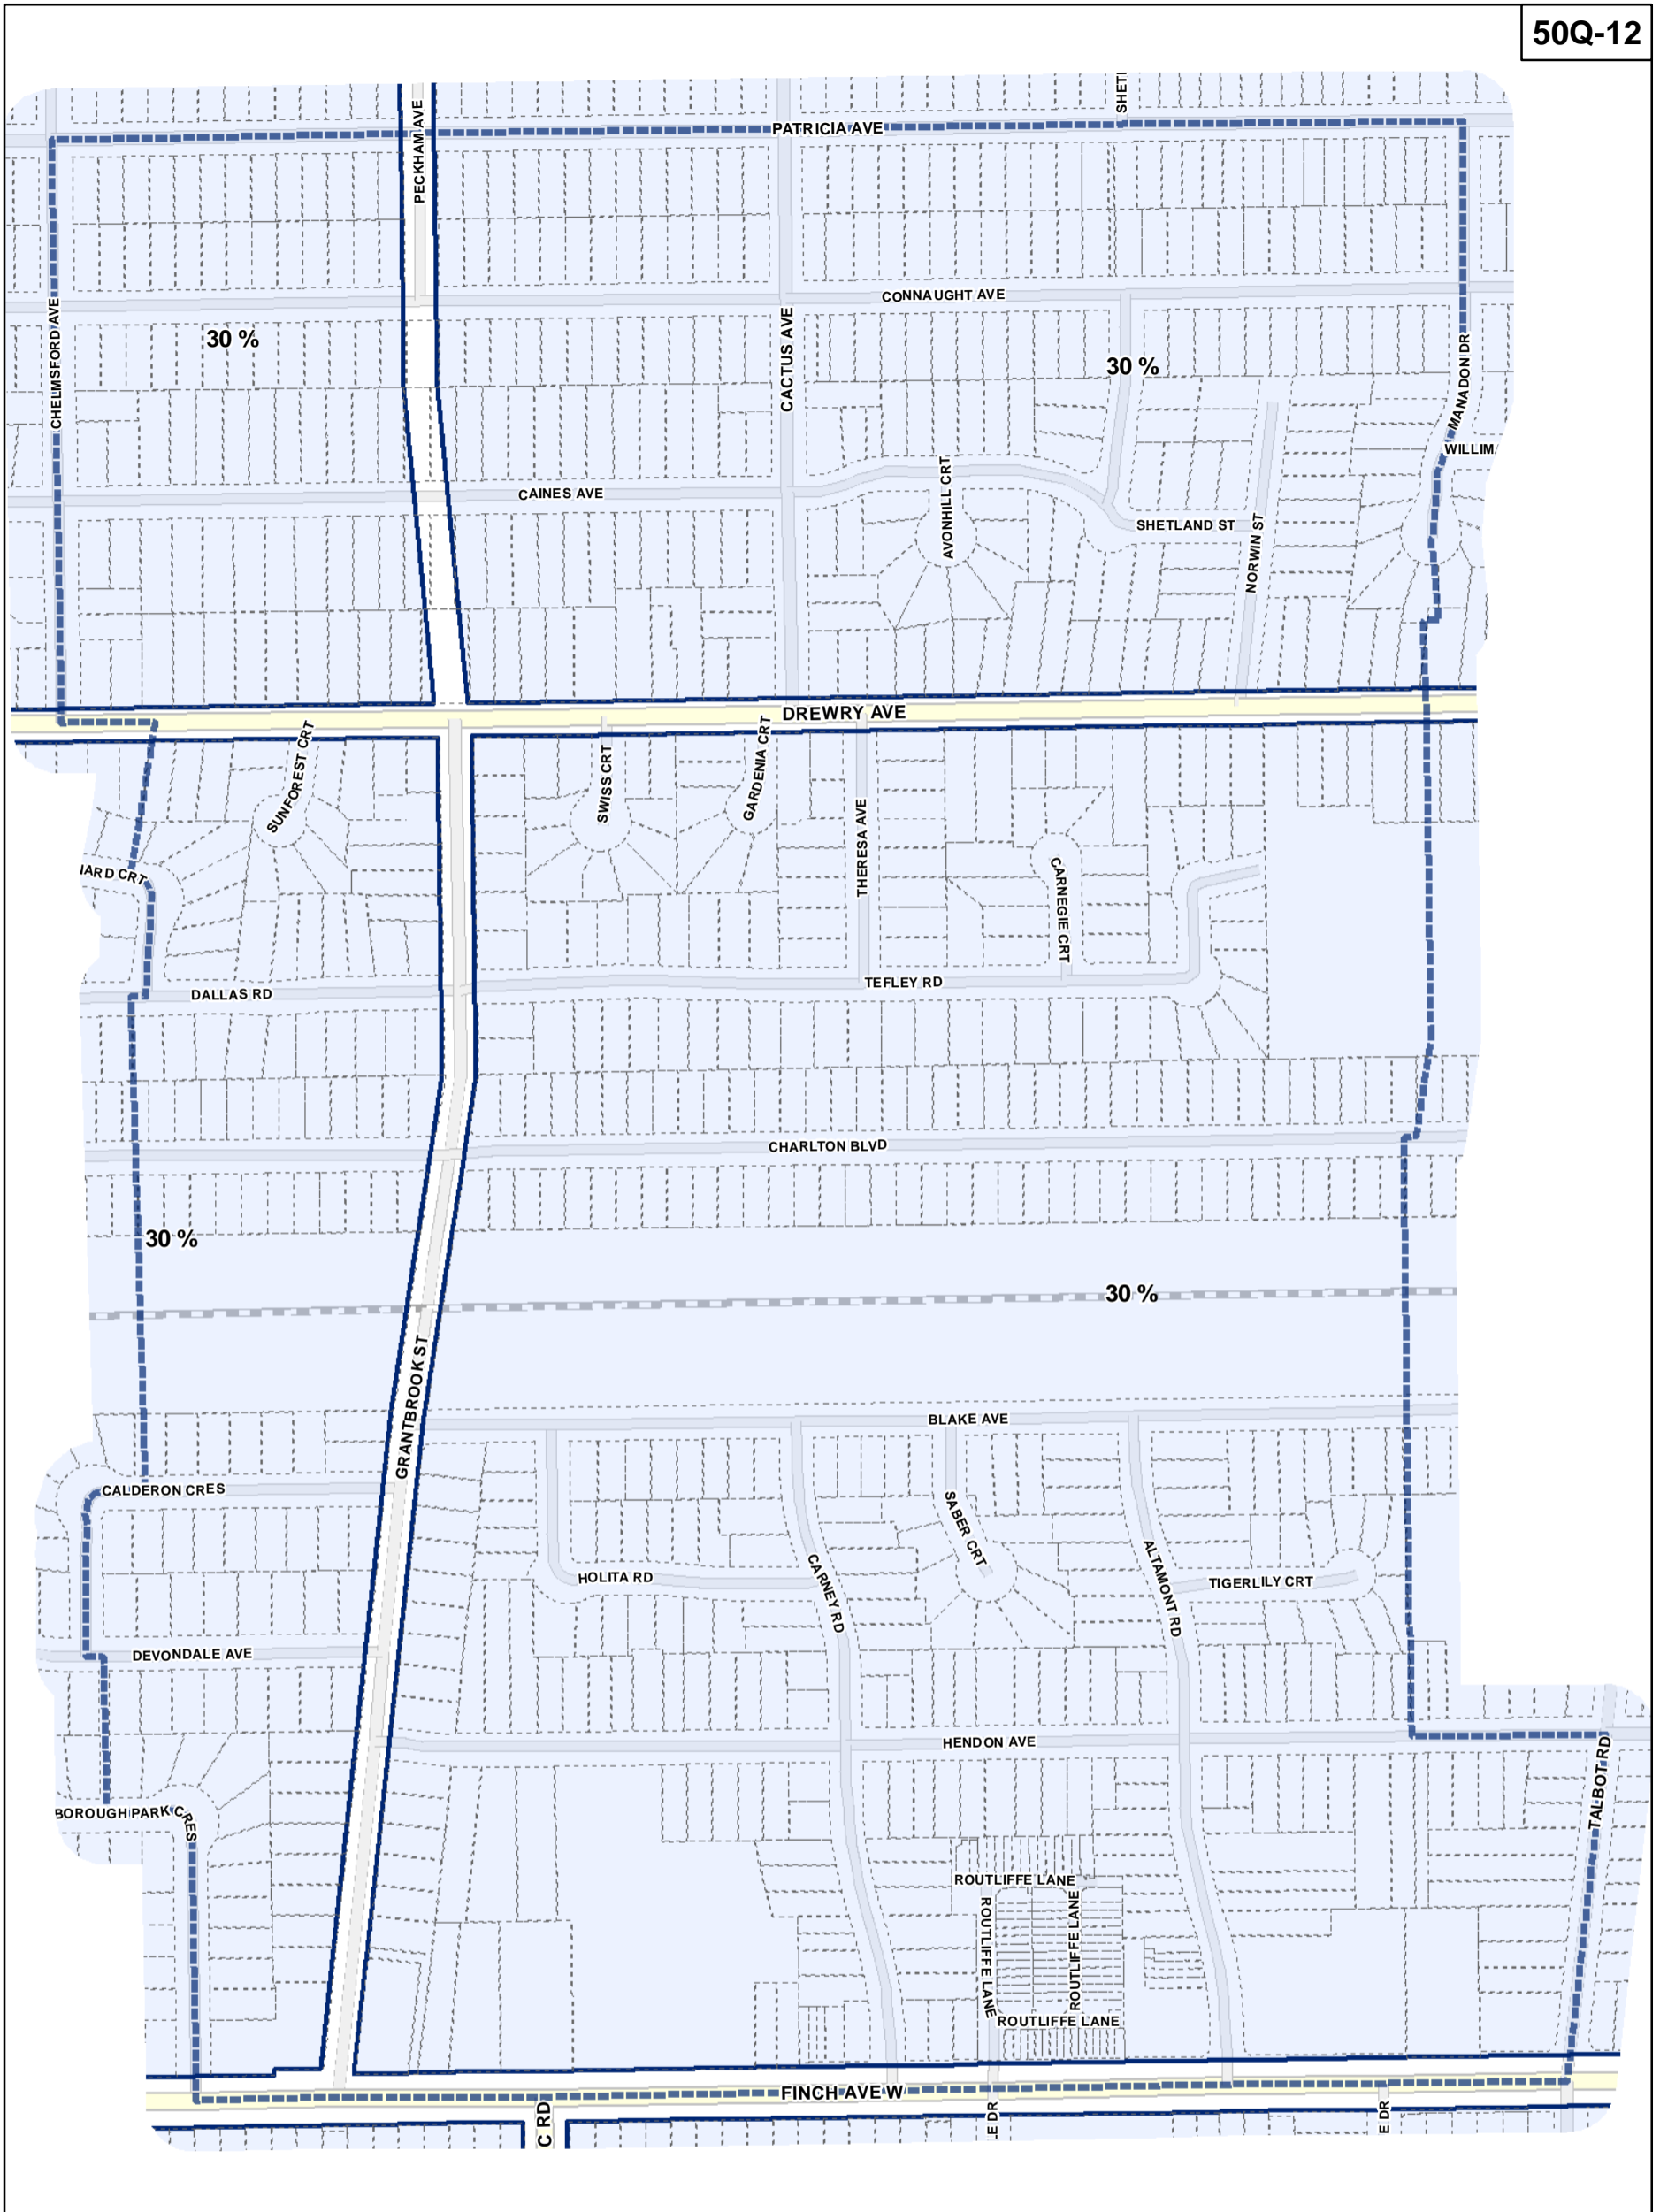 50Q-12
SHETI
PECKHAM AVE
PATRICIA AVE
CONNAUGHT AVE
CHELMSFORD AVE
30 %
CACTUS AVE
30 %
MANADON DR
WILLIM
CAINES AVE
AVONHILL CRT
SHETLAND ST
NORWIN ST
DREWRY AVE
SUNFOREST CRT
SWISS CRT
GARDENIA CRT
THERESA AVE
IARD CRT
CARNEGIE CRT
DALLAS RD
TEFLEY RD
CHARLTON BLVD
30 %
30 %
GRANTBROOK ST
BLAKE AVE
CALDERON CRES
SABER CRT
HOLITA RD
CARNEY RD
ALTAMONT RD
TIGERLILY CRT
DEVONDALE AVE
HENDON AVE
TALBOT RD
BOROUGH PARK CRES
ROUTLIFFE LANE
ROUTLIFFE LANE
ROUTLIFFE LANE
ROUTLIFFE LANE
FINCH AVE W
C RD
LE DR
E DR